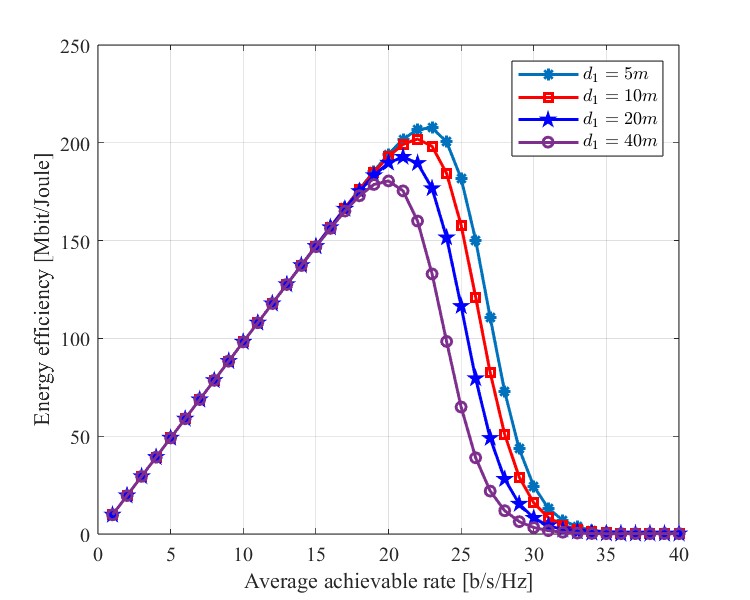 250
200
150
100
50
0
0 5 10 15 20 25 30 35 40
Average achievable rate [b/s/Hz]
Energy efficiency [Mbit/Joule]
d₁ = 5m
d₁ = 10m
d₁ = 20m
d₁ = 40m